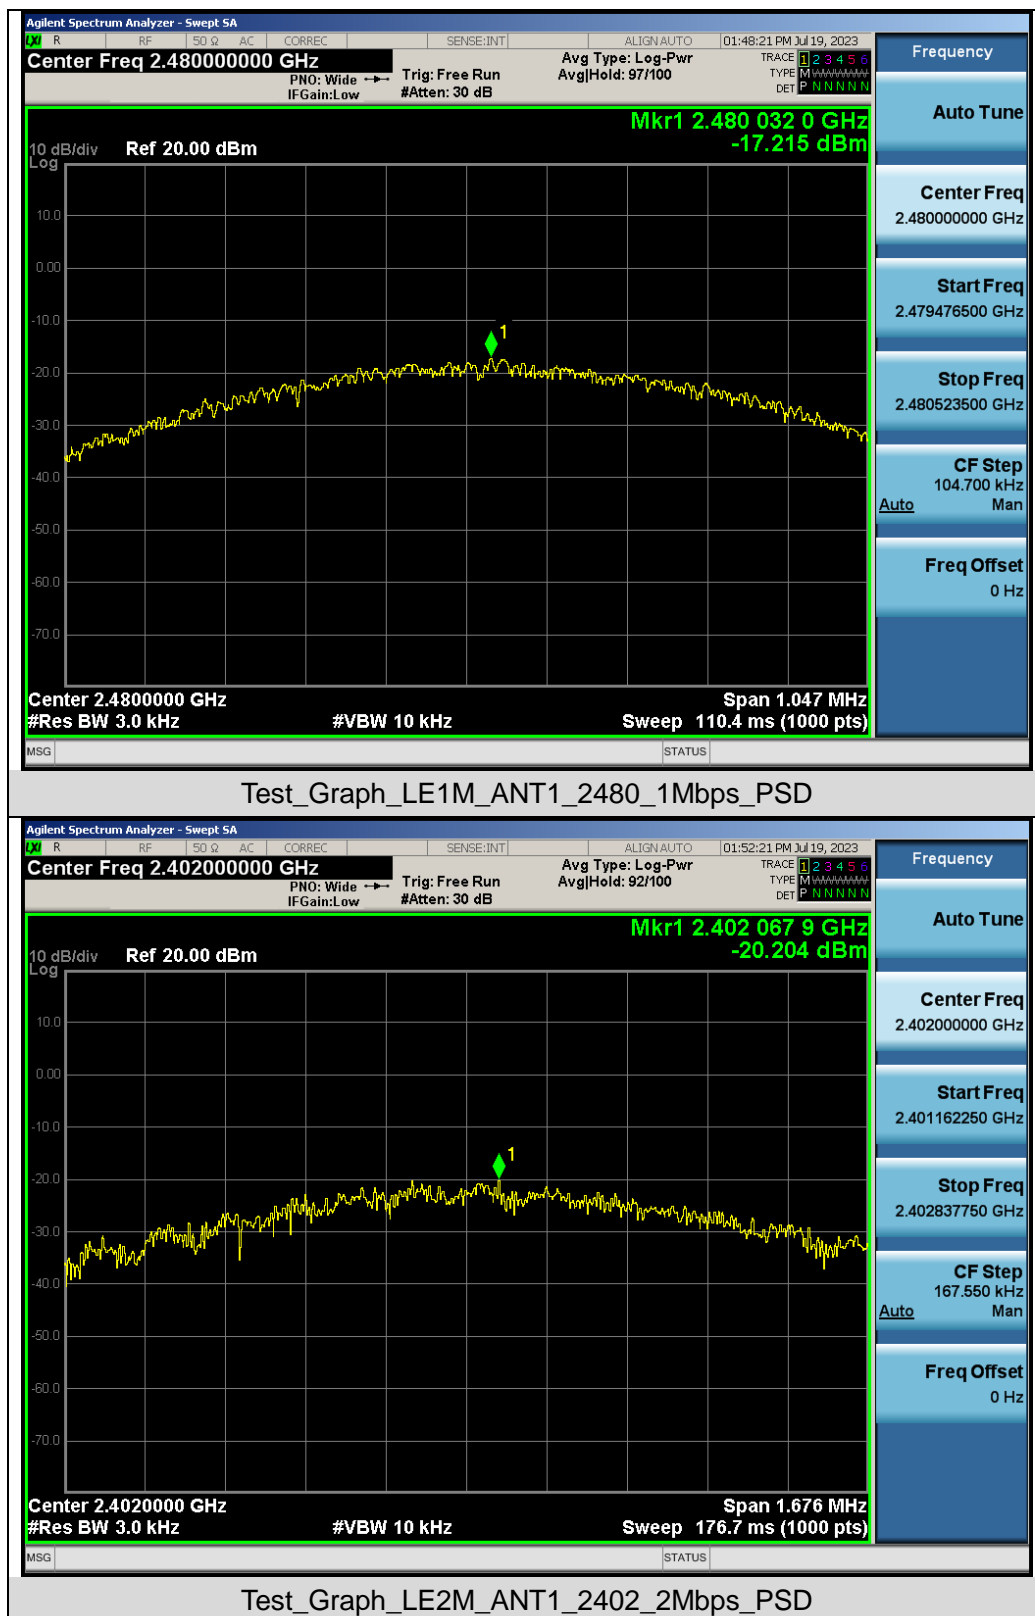 Agilent Spectrum Analyzer - Swept SA
LXI R RF 50 Ω AC CORREC SENSE:INT ALIGN AUTO 01:48:21 PM Jul 19, 2023
Center Freq 2.480000000 GHz
PNO: Wide
IFGain:Low
Trig: Free Run
#Atten: 30 dB
Avg Type: Log-Pwr
Avg|Hold: 97/100
TRACE 1 2 3 4 5 6
TYPE M WWWWW
DET P N N N N N
Mkr1 2.480 032 0 GHz
-17.215 dBm
10 dB/div Ref 20.00 dBm
Log
10.0
0.00
-10.0
-20.0
-30.0
-40.0
-50.0
-60.0
-70.0
1
Center 2.4800000 GHz
#Res BW 3.0 kHz
#VBW 10 kHz
Span 1.047 MHz
Sweep 110.4 ms (1000 pts)
MSG
STATUS
Frequency
Auto Tune
Center Freq
2.480000000 GHz
Start Freq
2.479476500 GHz
Stop Freq
2.480523500 GHz
CF Step
104.700 kHz
Auto Man
Freq Offset
0 Hz
Test_Graph_LE1M_ANT1_2480_1Mbps_PSD
Agilent Spectrum Analyzer - Swept SA
LXI R RF 50 Ω AC CORREC SENSE:INT ALIGN AUTO 01:52:21 PM Jul 19, 2023
Center Freq 2.402000000 GHz
PNO: Wide
IFGain:Low
Trig: Free Run
#Atten: 30 dB
Avg Type: Log-Pwr
Avg|Hold: 92/100
TRACE 1 2 3 4 5 6
TYPE M WWWWW
DET P N N N N N
Mkr1 2.402 067 9 GHz
-20.204 dBm
10 dB/div Ref 20.00 dBm
Log
10.0
0.00
-10.0
-20.0
-30.0
-40.0
-50.0
-60.0
-70.0
1
Center 2.4020000 GHz
#Res BW 3.0 kHz
#VBW 10 kHz
Span 1.676 MHz
Sweep 176.7 ms (1000 pts)
MSG
STATUS
Frequency
Auto Tune
Center Freq
2.402000000 GHz
Start Freq
2.401162250 GHz
Stop Freq
2.402837750 GHz
CF Step
167.550 kHz
Auto Man
Freq Offset
0 Hz
Test_Graph_LE2M_ANT1_2402_2Mbps_PSD